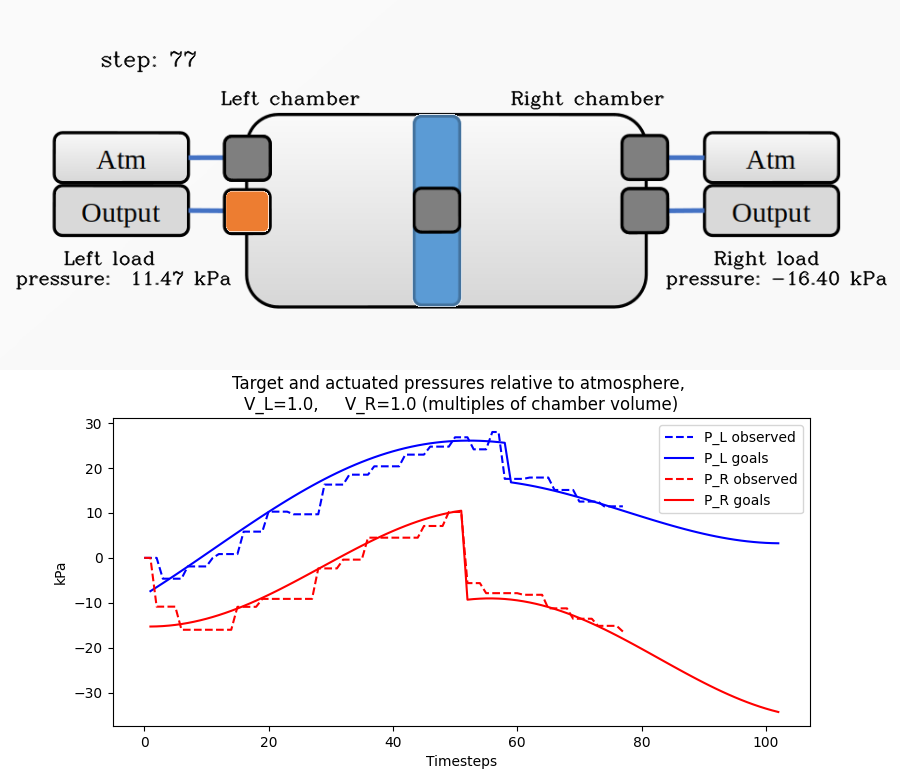 step: 77
Left chamber
Right chamber
Atm
Atm
Output
Output
Left load
pressure: 11.47 kPa
Right load
pressure: −16.40 kPa
Target and actuated pressures relative to atmosphere,
V_L=1.0, V_R=1.0 (multiples of chamber volume)
30
20
10
0
−10
−20
−30
kPa
P_L observed
P_L goals
P_R observed
P_R goals
0
20
40
60
80
100
Timesteps